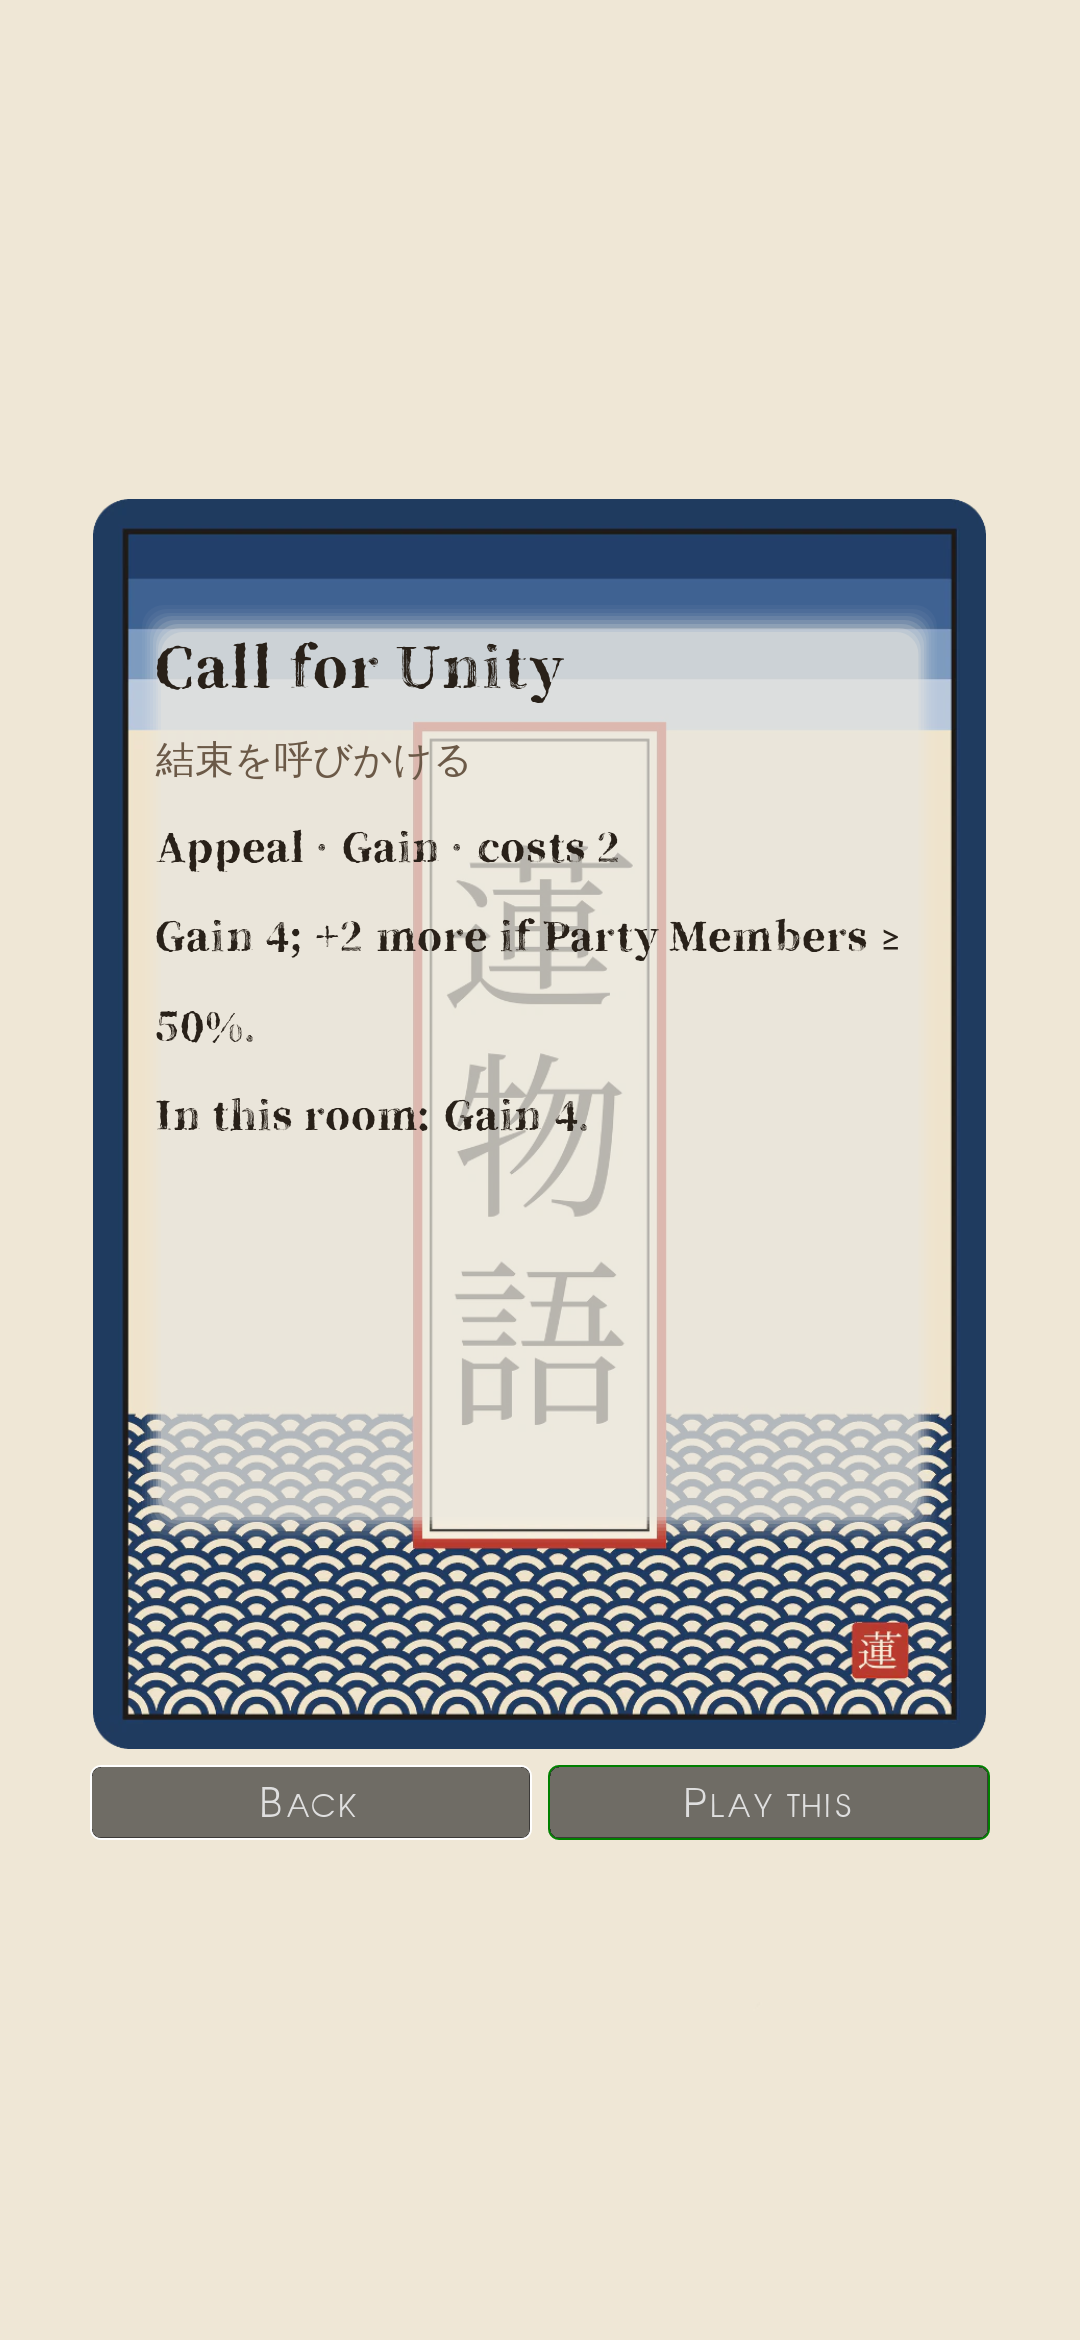 Call for Unity
結束を呼びかける
Appeal · Gain · costs 2
Gain 4; +2 more if Party Members ≥
50%.
In this room: Gain 4.
蓮物語
蓮
BACK
PLAY THIS